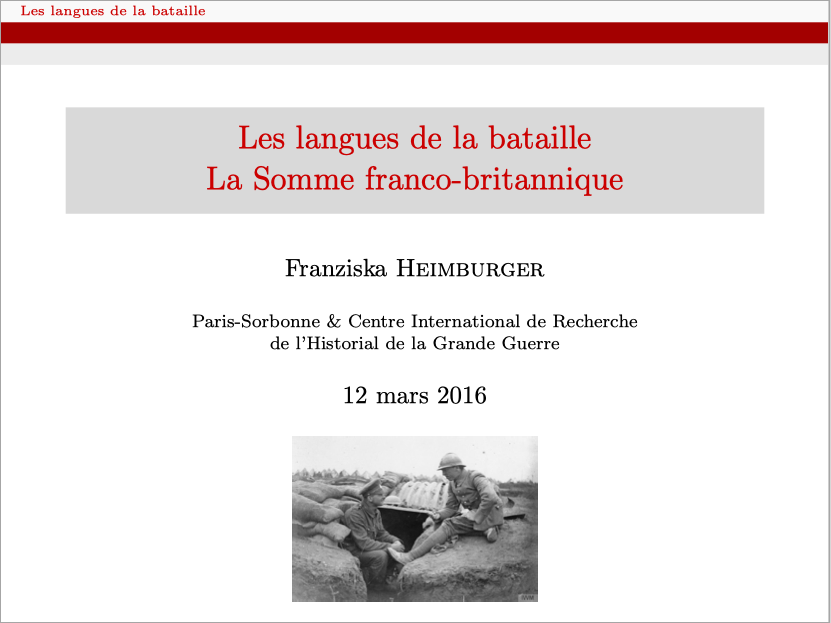 Les langues de la bataille
Les langues de la bataille
La Somme franco-britannique
Franziska HEIMBURGER
Paris-Sorbonne & Centre International de Recherche
de l'Historial de la Grande Guerre
12 mars 2016